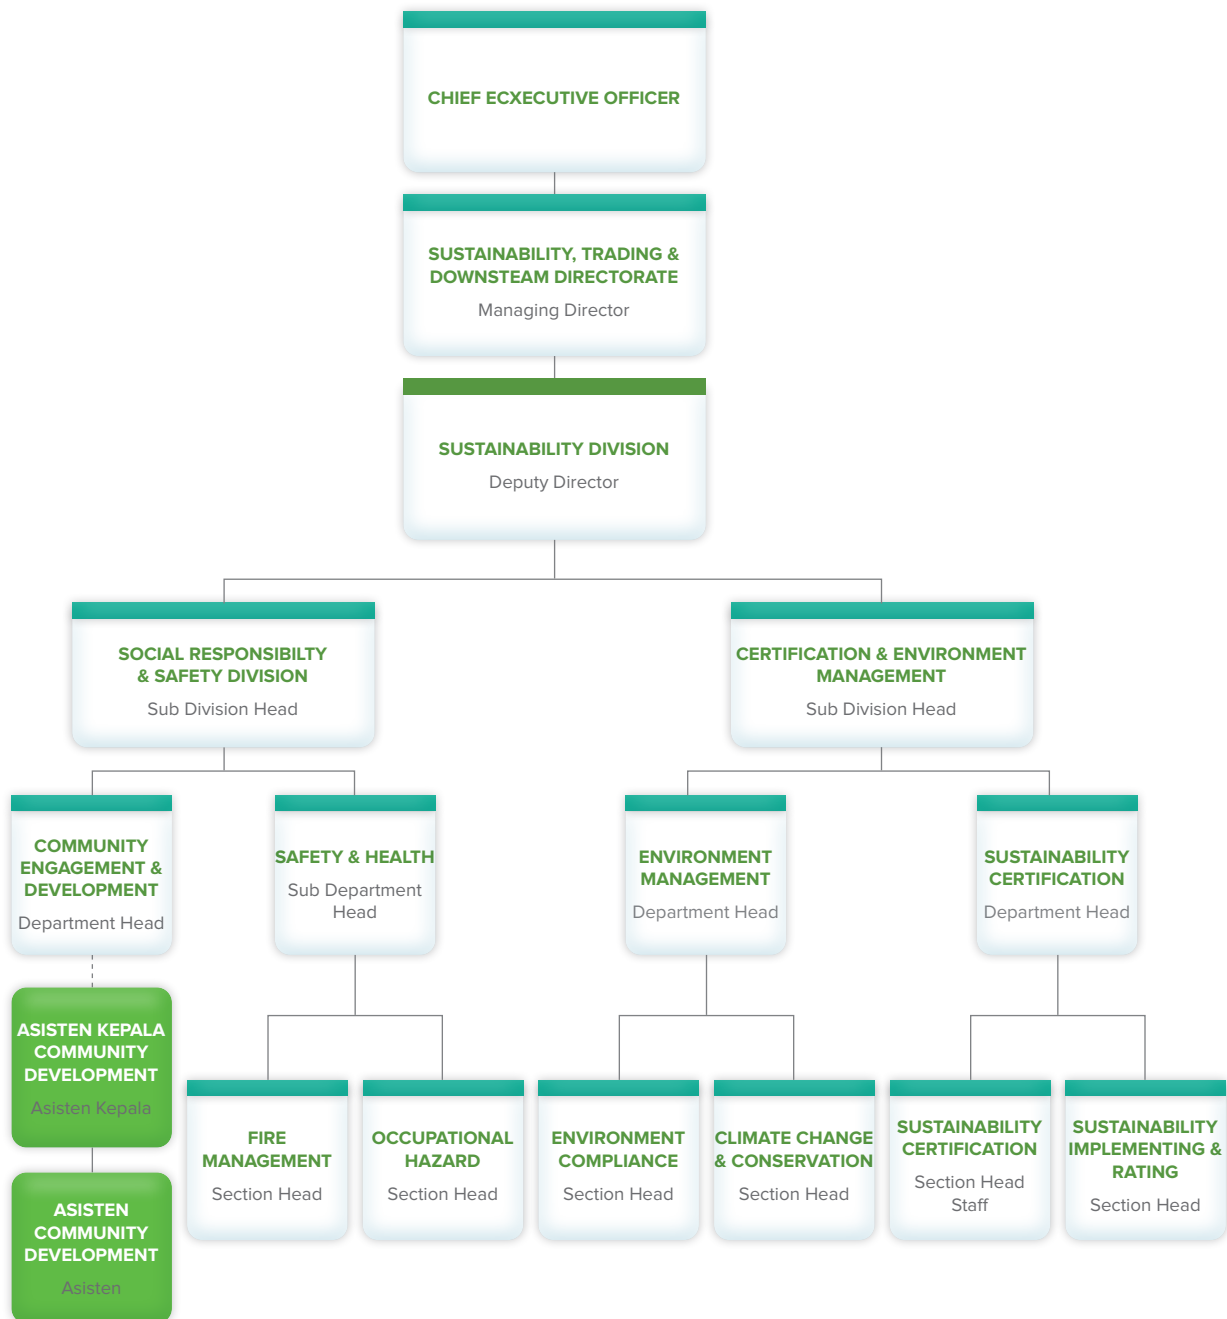 CHIEF ECXECUTIVE OFFICER
SUSTAINABILITY, TRADING &
DOWNSTEAM DIRECTORATE
Managing Director
SUSTAINABILITY DIVISION
Deputy Director
SOCIAL RESPONSIBILTY
& SAFETY DIVISION
Sub Division Head
CERTIFICATION & ENVIRONMENT
MANAGEMENT
Sub Division Head
COMMUNITY
ENGAGEMENT &
DEVELOPMENT
Department Head
SAFETY & HEALTH
Sub Department
Head
ENVIRONMENT
MANAGEMENT
Department Head
SUSTAINABILITY
CERTIFICATION
Department Head
ASISTEN KEPALA
COMMUNITY
DEVELOPMENT
Asisten Kepala
FIRE
MANAGEMENT
Section Head
OCCUPATIONAL
HAZARD
Section Head
ENVIRONMENT
COMPLIANCE
Section Head
CLIMATE CHANGE
& CONSERVATION
Section Head
SUSTAINABILITY
CERTIFICATION
Section Head
Staff
SUSTAINABILITY
IMPLEMENTING &
RATING
Section Head
ASISTEN
COMMUNITY
DEVELOPMENT
Asisten